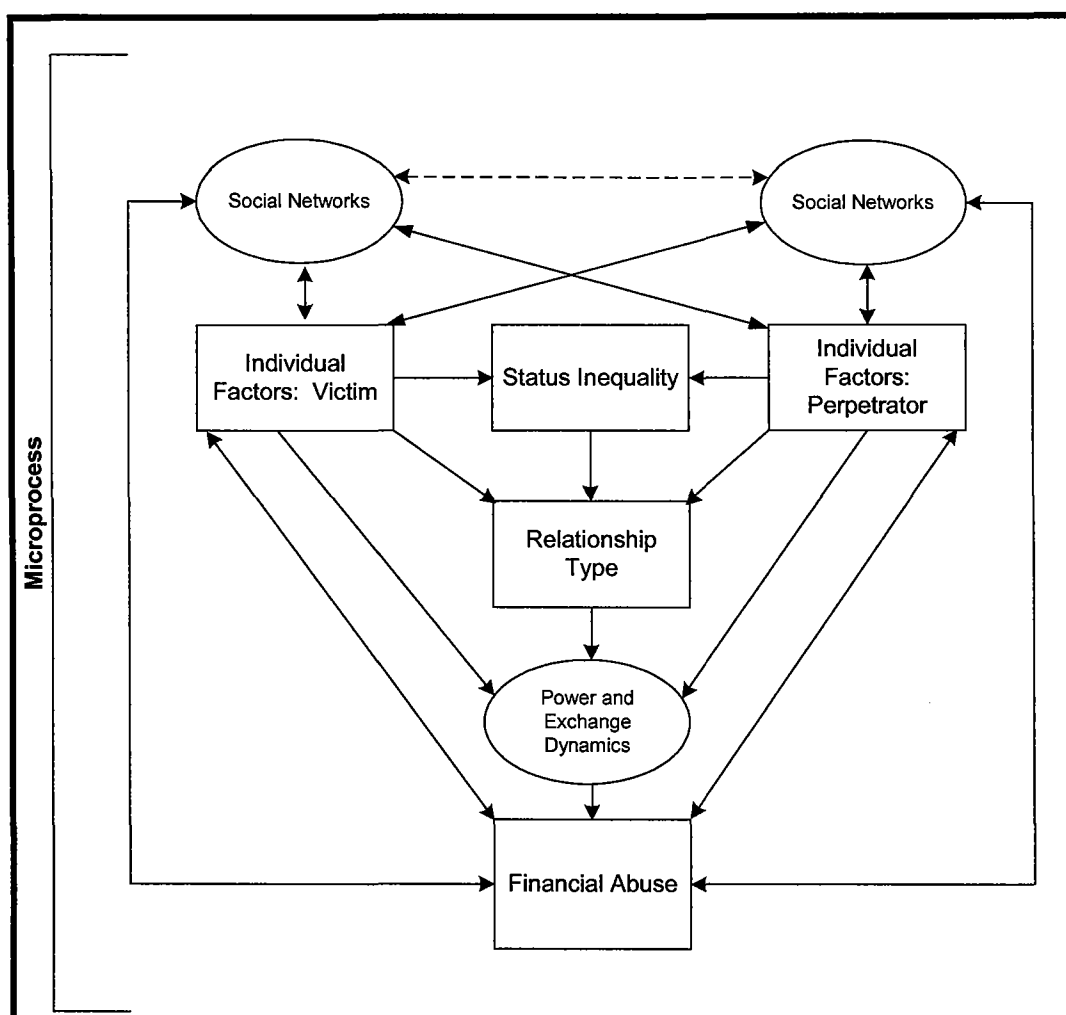 Microprocess
Social Networks
Social Networks
Individual
Factors: Victim
Status Inequality
Individual
Factors:
Perpetrator
Relationship
Type
Power and
Exchange
Dynamics
Financial Abuse